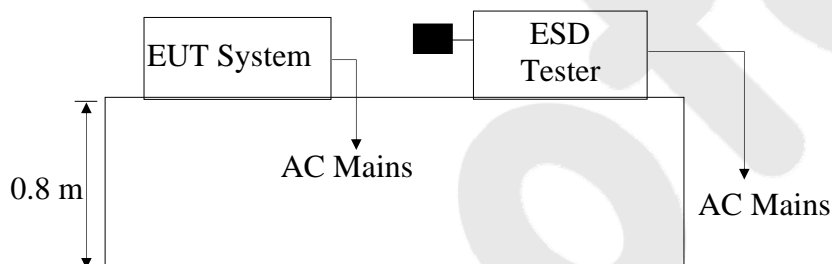 EUT System
ESD
Tester
AC Mains
0.8 m
AC Mains